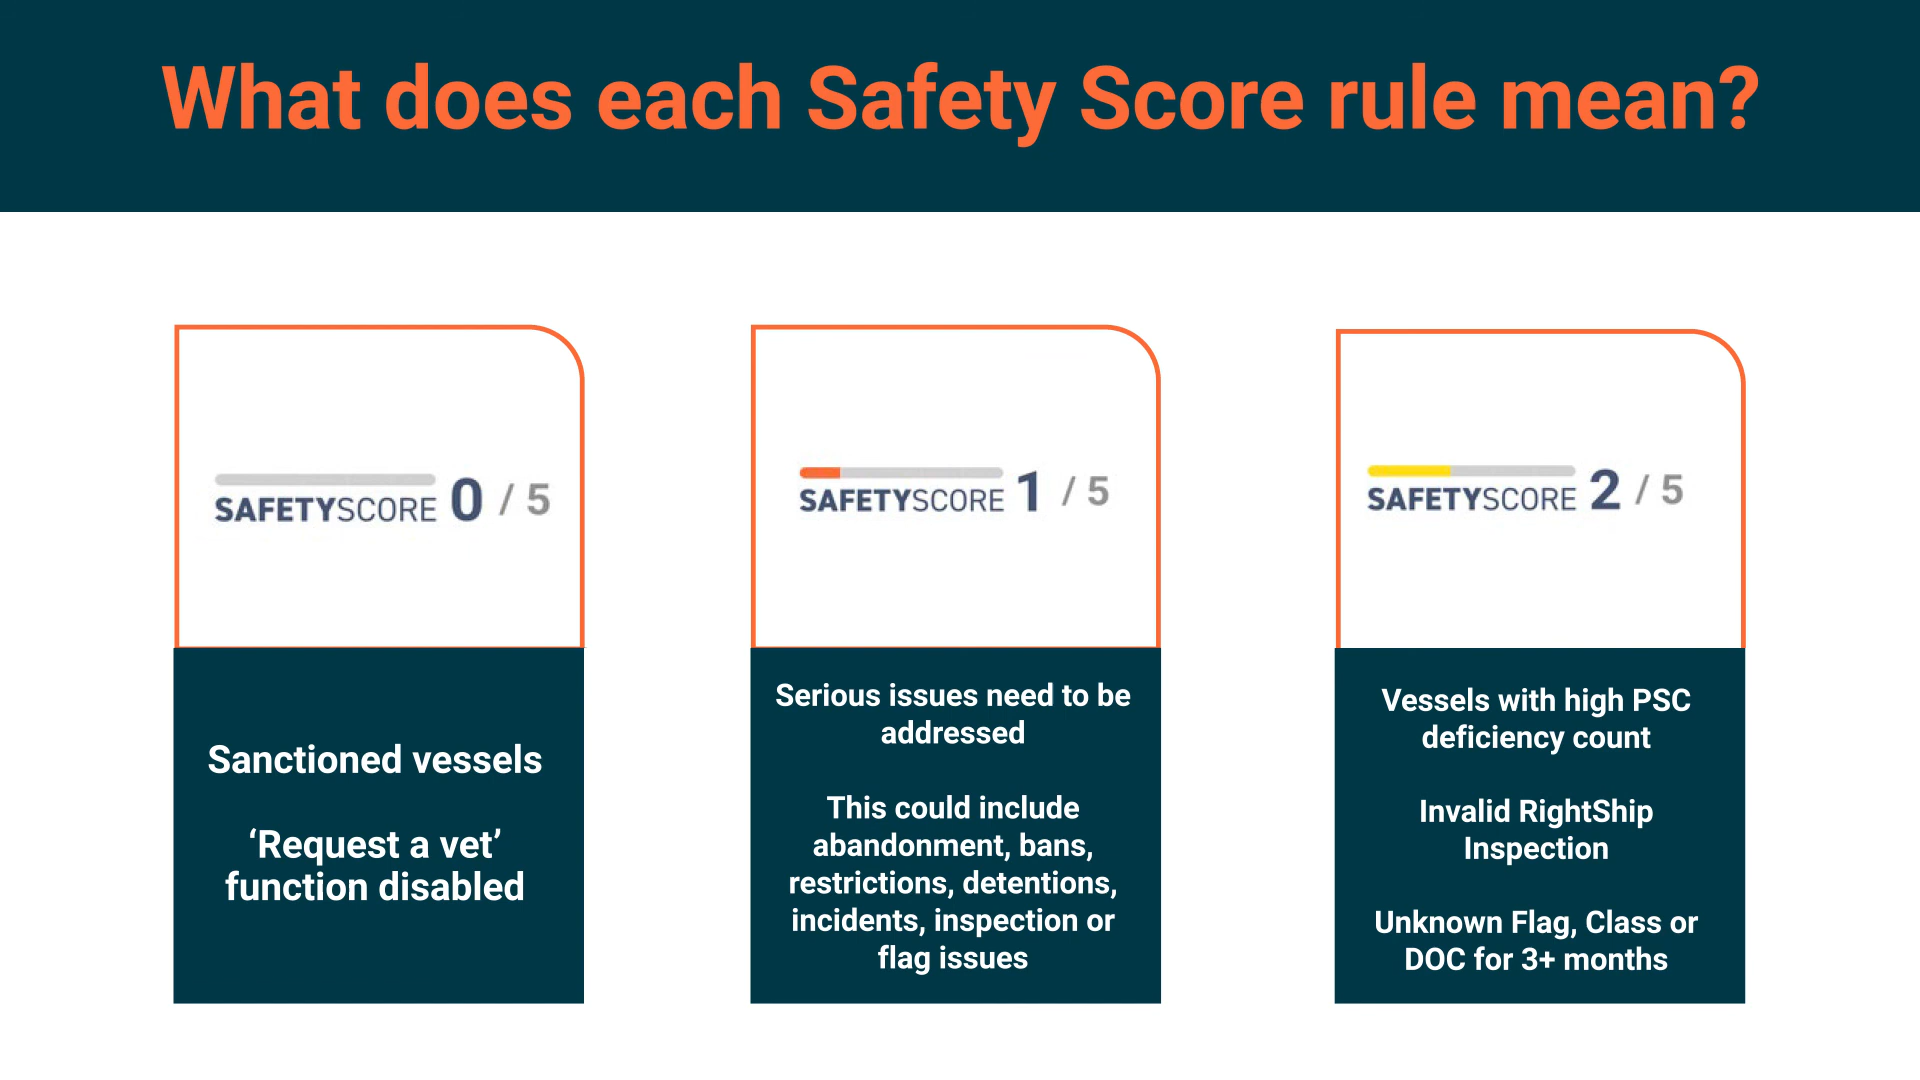 What does each Safety Score rule mean?
SAFETYSCORE 0 / 5
Sanctioned vessels
‘Request a vet’
function disabled
SAFETYSCORE 1 / 5
Serious issues need to be
addressed
This could include
abandonment, bans,
restrictions, detentions,
incidents, inspection or
flag issues
SAFETYSCORE 2 / 5
Vessels with high PSC
deficiency count
Invalid RightShip
Inspection
Unknown Flag, Class or
DOC for 3+ months